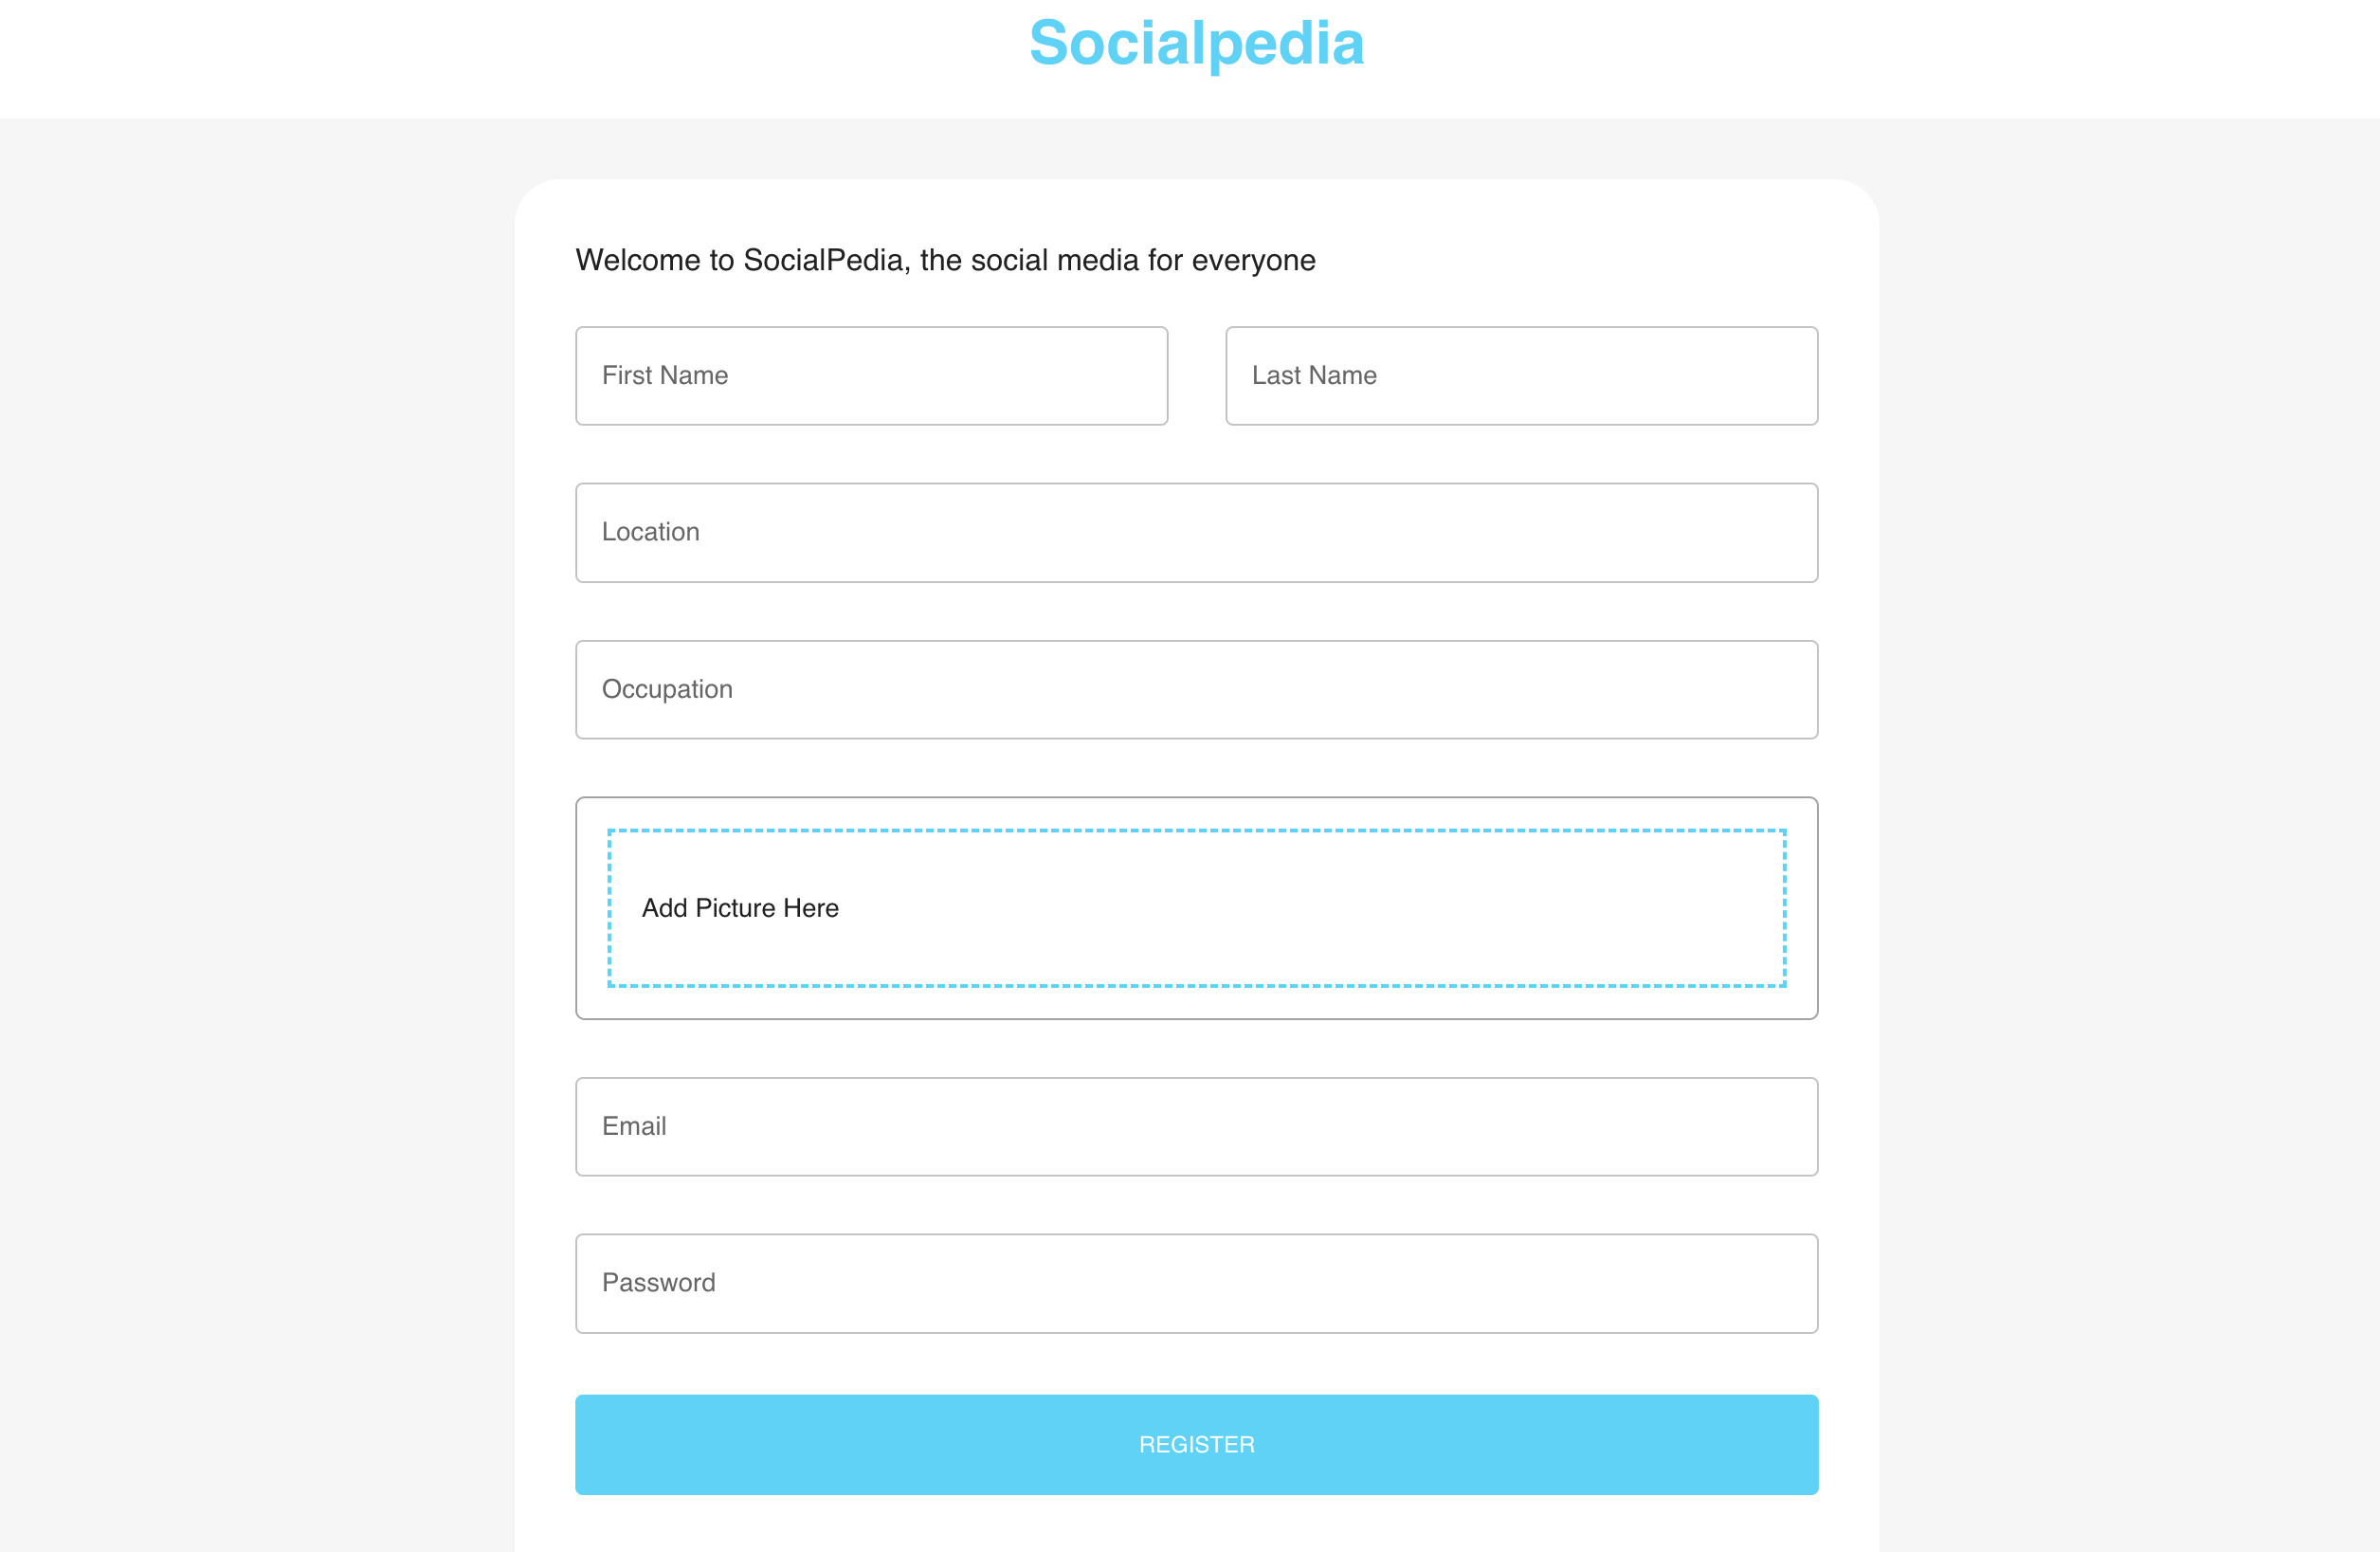 Socialpedia
Welcome to SocialPedia, the social media for everyone
First Name
Last Name
Location
Occupation
Add Picture Here
Email
Password
REGISTER